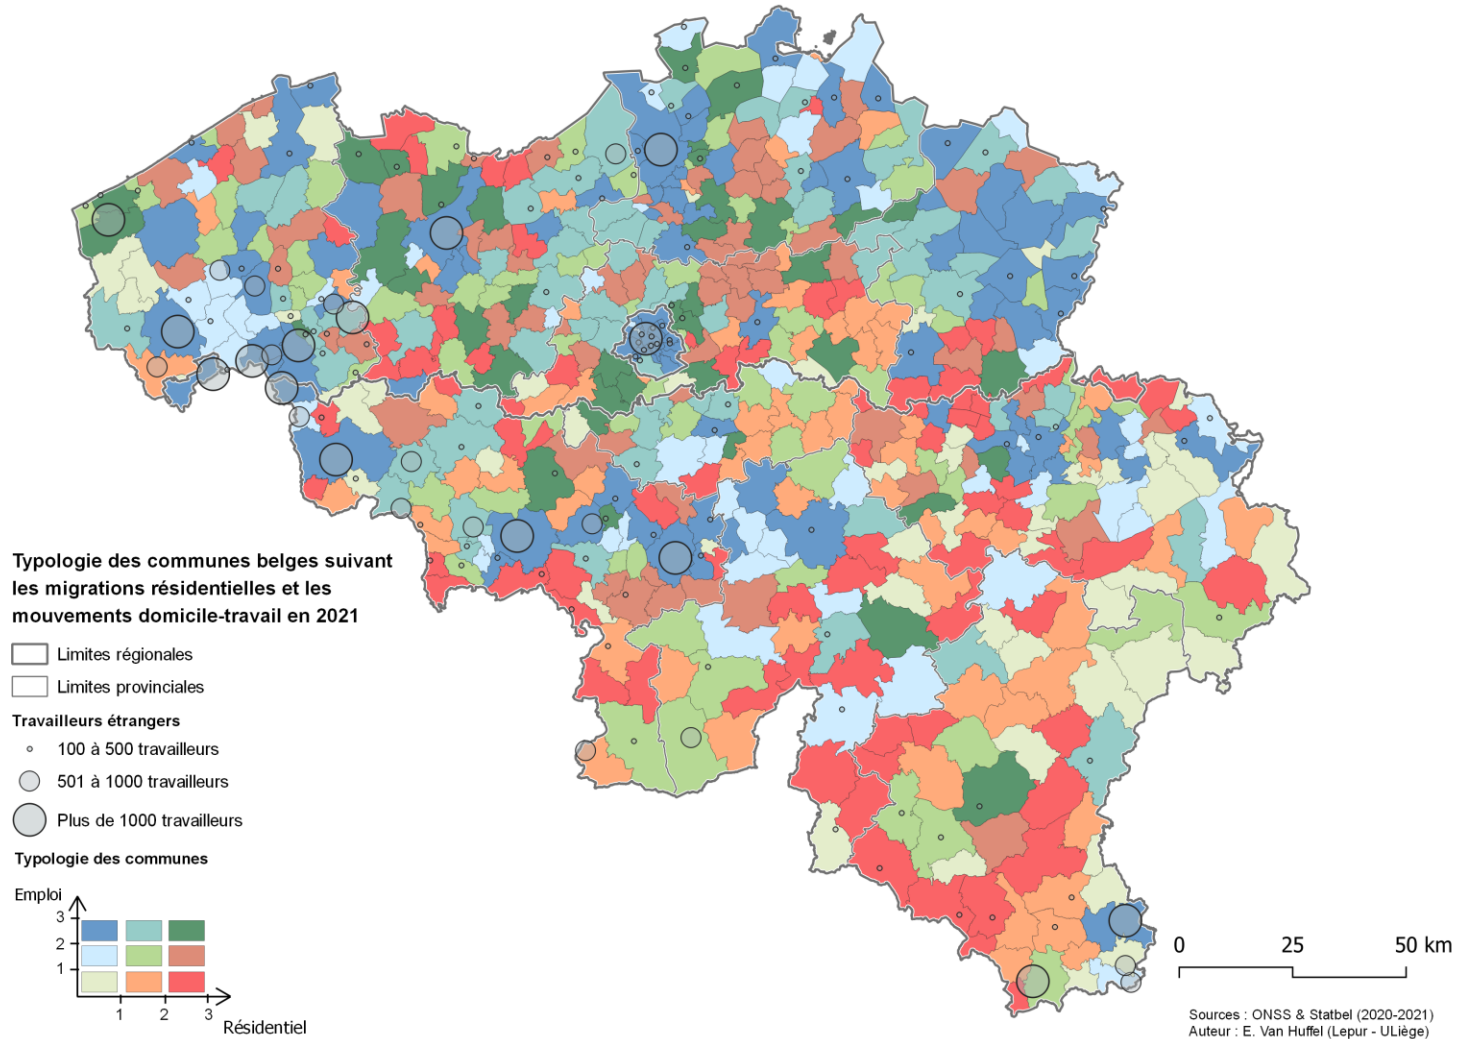 Typologie des communes belges suivant
les migrations résidentielles et les
mouvements domicile-travail en 2021
Limites régionales
Limites provinciales
Travailleurs étrangers
100 à 500 travailleurs
501 à 1000 travailleurs
Plus de 1000 travailleurs
Typologie des communes
Emploi
3
2
1
1 2 3
Résidentiel
0 25 50 km
Sources : ONSS & Statbel (2020-2021)
Auteur : E. Van Huffel (Lepur - ULiège)